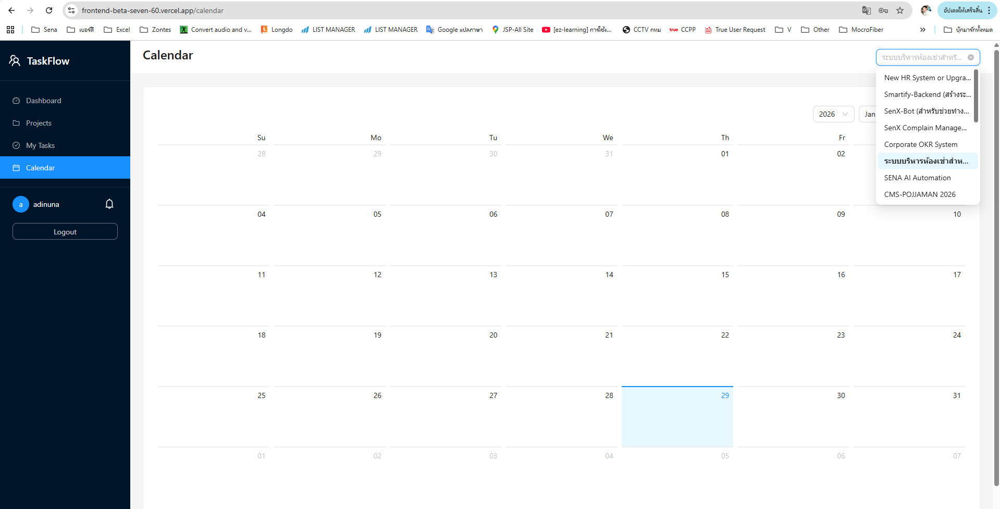 frontend-beta-seven-60.vercel.app/calendar
อัปเดตให้เสร็จสิ้น
Sena
เบอร์ดี
Excel
Zontes
Convert audio and v...
Longdo
LIST MANAGER
LIST MANAGER
Google แปลภาษา
JSP-All Site
[ez-learning] การใช้ง...
CCTV กทม
true CCPP
True User Request
V
Other
MocroFiber
บุ๊กมาร์กทั้งหมด
TaskFlow
Calendar
ระบบบริหารห้องเช่าสำหรั...
Dashboard
Projects
My Tasks
Calendar
a adinuna
Logout
New HR System or Upgra...
Smartify-Backend (สร้างระ...
SenX-Bot (สำหรับช่วยทำง...
SenX Complain Manage...
Corporate OKR System
ระบบบริหารห้องเช่าสำห...
SENA AI Automation
CMS-POJJAMAN 2026
2026 Jan
Su Mo Tu We Th Fr
28 29 30 31 01 02
04 05 06 07 08 09 10
11 12 13 14 15 16 17
18 19 20 21 22 23 24
25 26 27 28 29 30 31
01 02 03 04 05 06 07